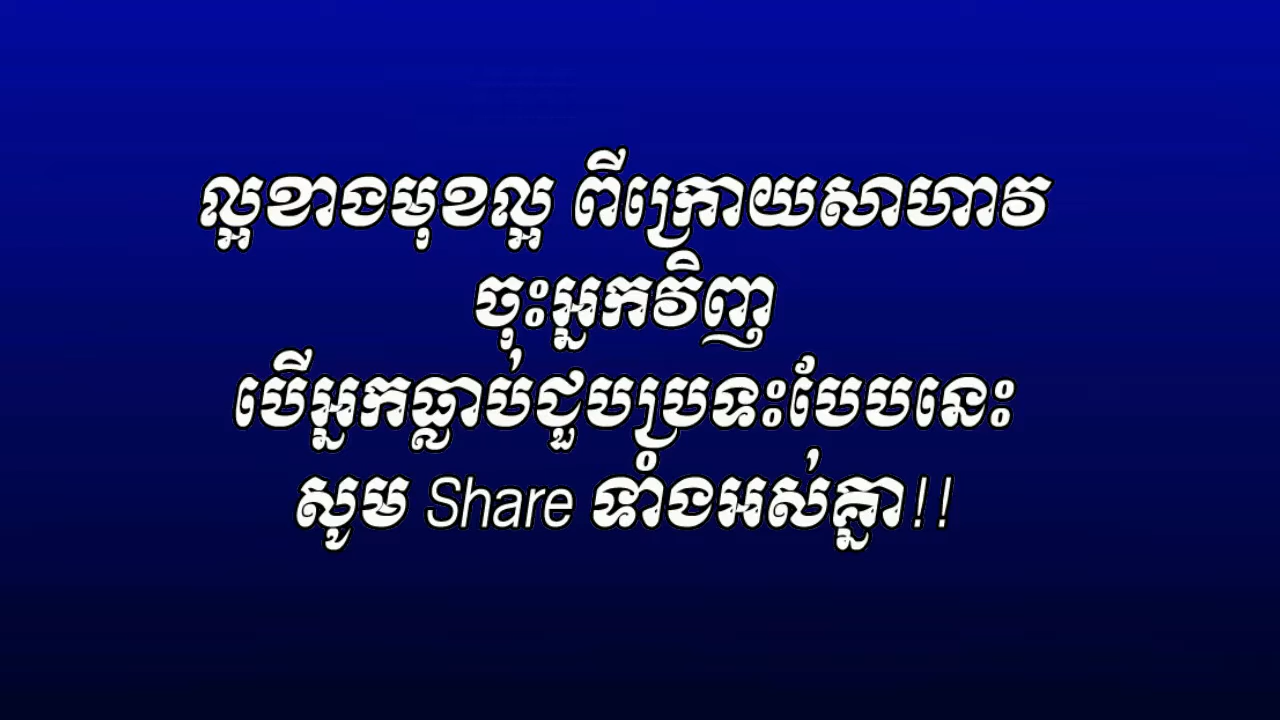 ល្អខាងមុខល្អ ពីក្រោយសាហាវ
ចុះអ្នកវិញ
បើអ្នកធ្លាប់ជួបប្រទះបែបនេះ
សូម Share ទាំងអស់គ្នា!!